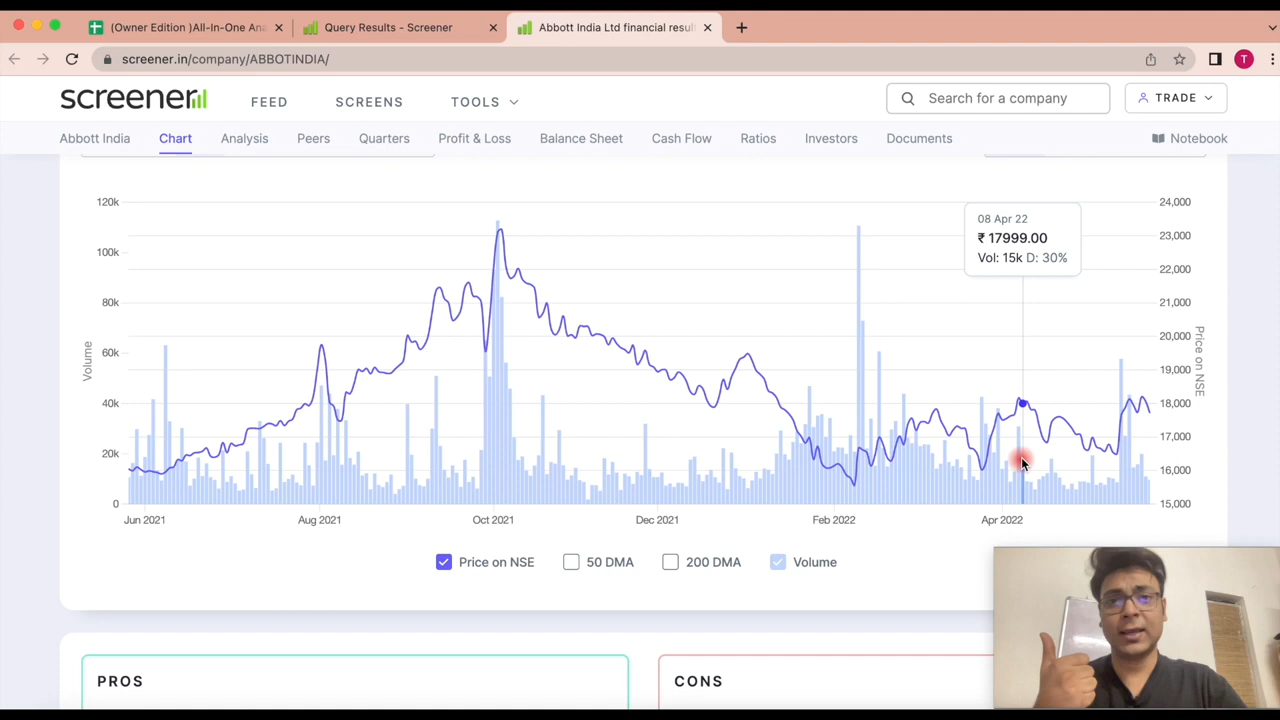 (Owner Edition )All-In-One Ana
Query Results - Screener
Abbott India Ltd financial resul
screener.in/company/ABBOTINDIA/
T
screener
FEED
SCREENS
TOOLS
Search for a company
TRADE
Abbott India
Chart
Analysis
Peers
Quarters
Profit & Loss
Balance Sheet
Cash Flow
Ratios
Investors
Documents
Notebook
120k
100k
80k
60k
40k
20k
0
Volume
08 Apr 22
₹ 17999.00
Vol: 15k D: 30%
24,000
23,000
22,000
21,000
20,000
19,000
18,000
17,000
16,000
15,000
Price on NSE
Jun 2021
Aug 2021
Oct 2021
Dec 2021
Feb 2022
Apr 2022
Price on NSE
50 DMA
200 DMA
Volume
PROS
CONS